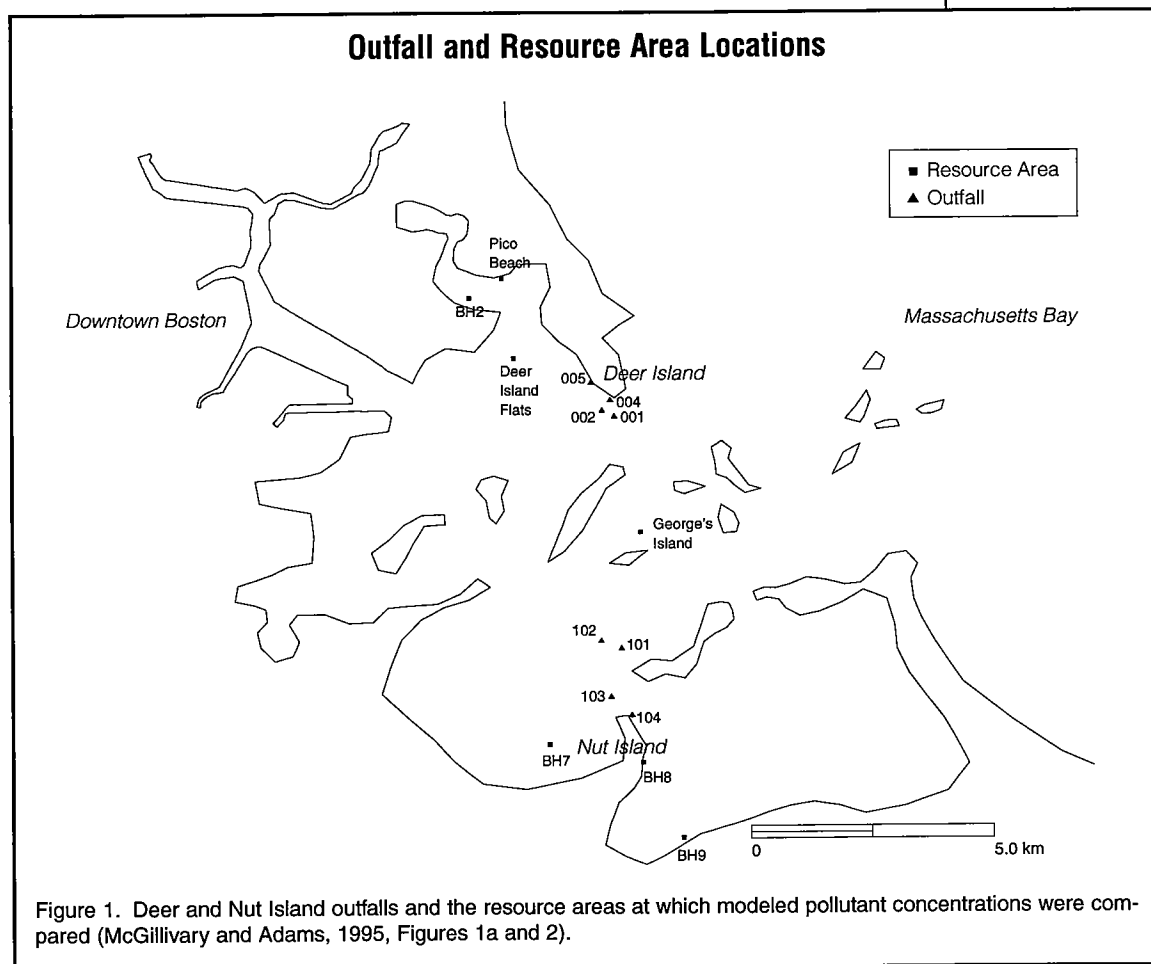 Outfall and Resource Area Locations
Resource Area
Outfall
Pico
Beach
BH2
Downtown Boston
Massachusetts Bay
Deer
Island
Flats
005
Deer Island
004
002
001
George's
Island
102
101
103
104
Nut Island
BH7
BH8
BH9
0
5.0 km
Figure 1. Deer and Nut Island outfalls and the resource areas at which modeled pollutant concentrations were com-
pared (McGillivary and Adams, 1995, Figures 1a and 2).